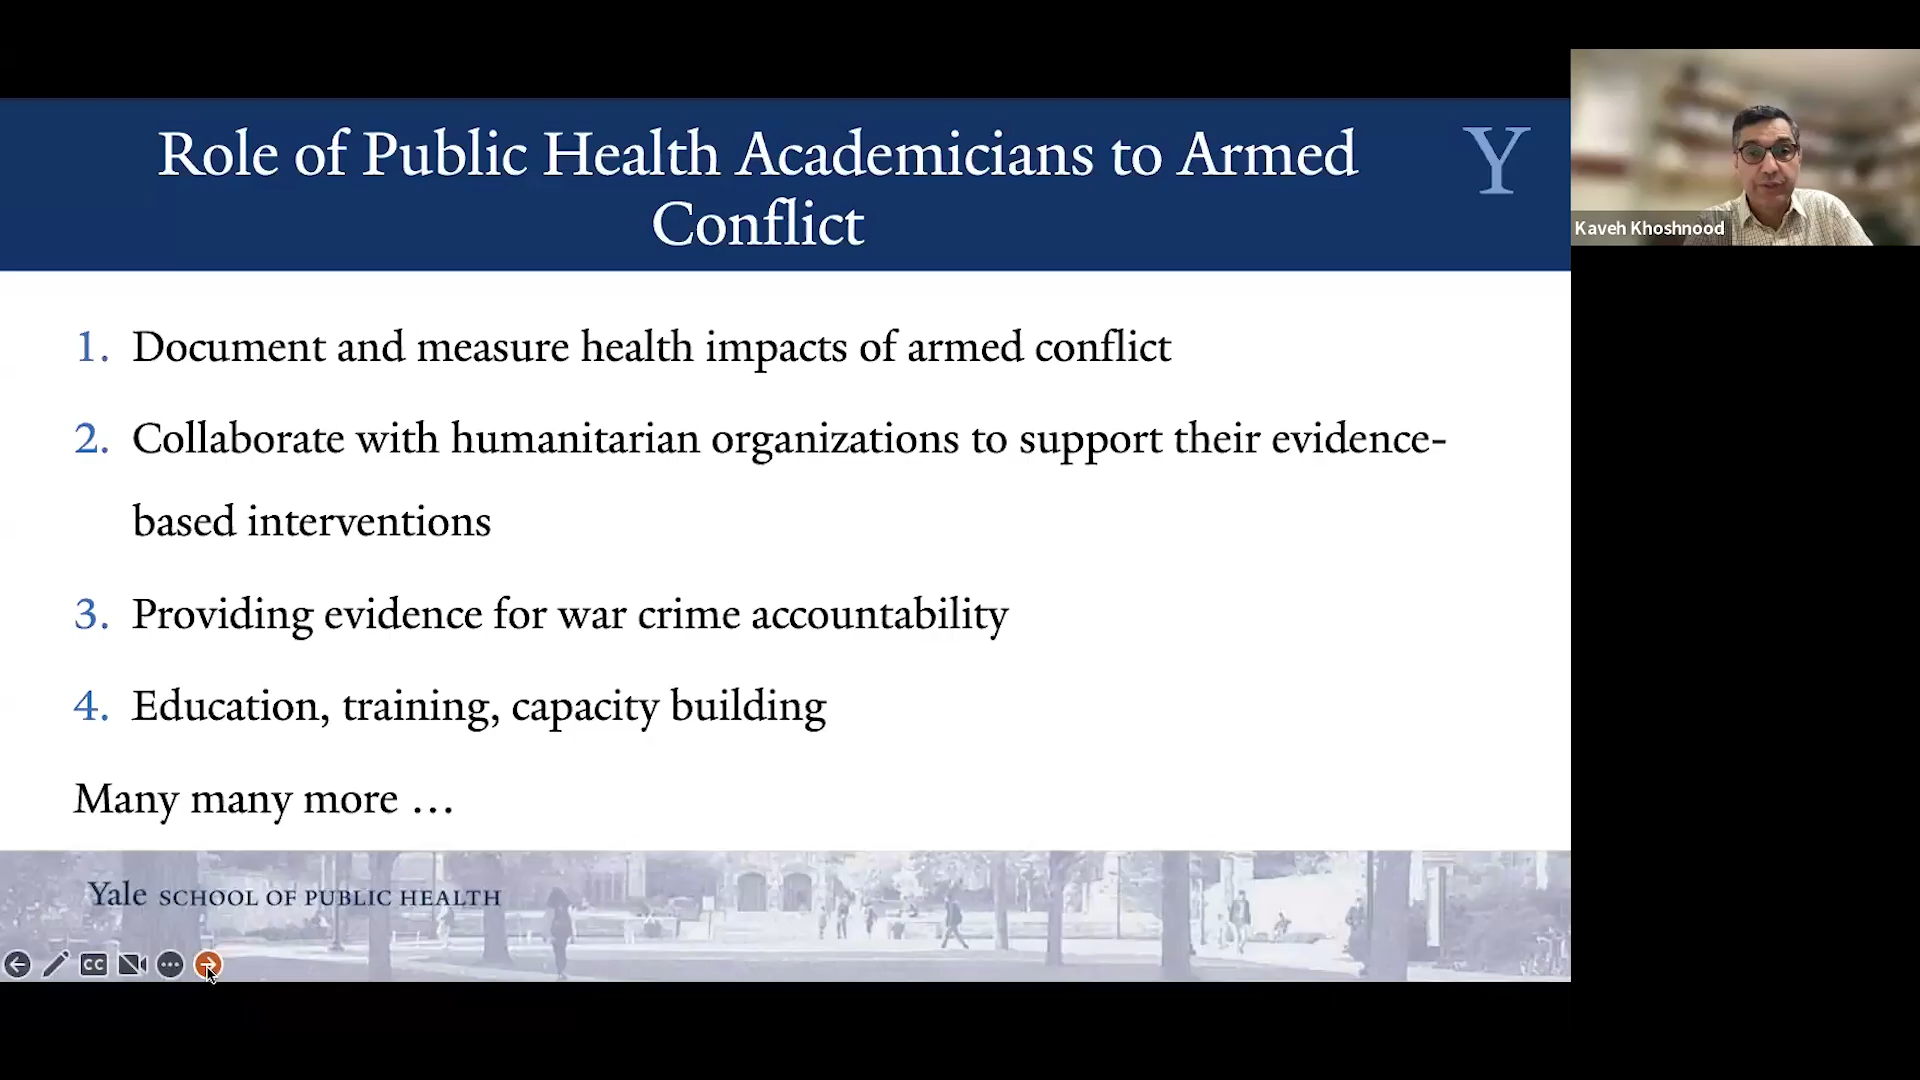 Role of Public Health Academicians to Armed
Conflict
Y
Kaveh Khoshnood
1. Document and measure health impacts of armed conflict
2. Collaborate with humanitarian organizations to support their evidence-
based interventions
3. Providing evidence for war crime accountability
4. Education, training, capacity building
Many many more …
Yale SCHOOL OF PUBLIC HEALTH
CC